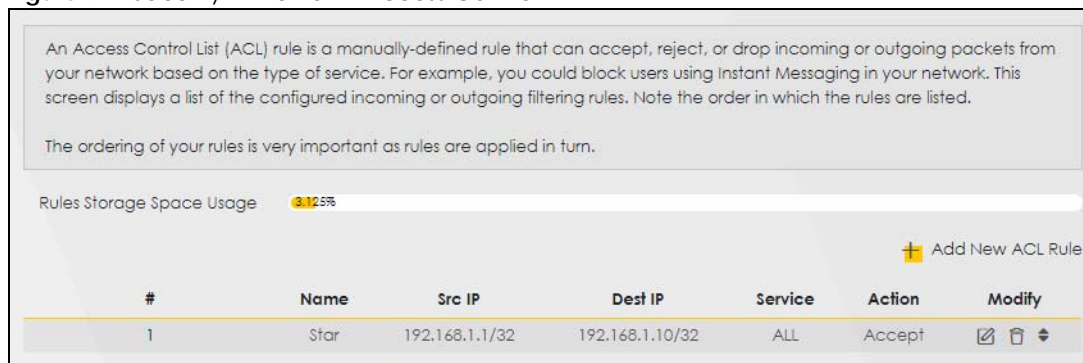 An Access Control List (ACL) rule is a manually-defined rule that can accept, reject, or drop incoming or outgoing packets from
your network based on the type of service. For example, you could block users using Instant Messaging in your network. This
screen displays a list of the configured incoming or outgoing filtering rules. Note the order in which the rules are listed.
The ordering of your rules is very important as rules are applied in turn.
Rules Storage Space Usage 3.125%
+ Add New ACL Rule
# Name Src IP Dest IP Service Action Modify
1 Star 192.168.1.1/32 192.168.1.10/32 ALL Accept